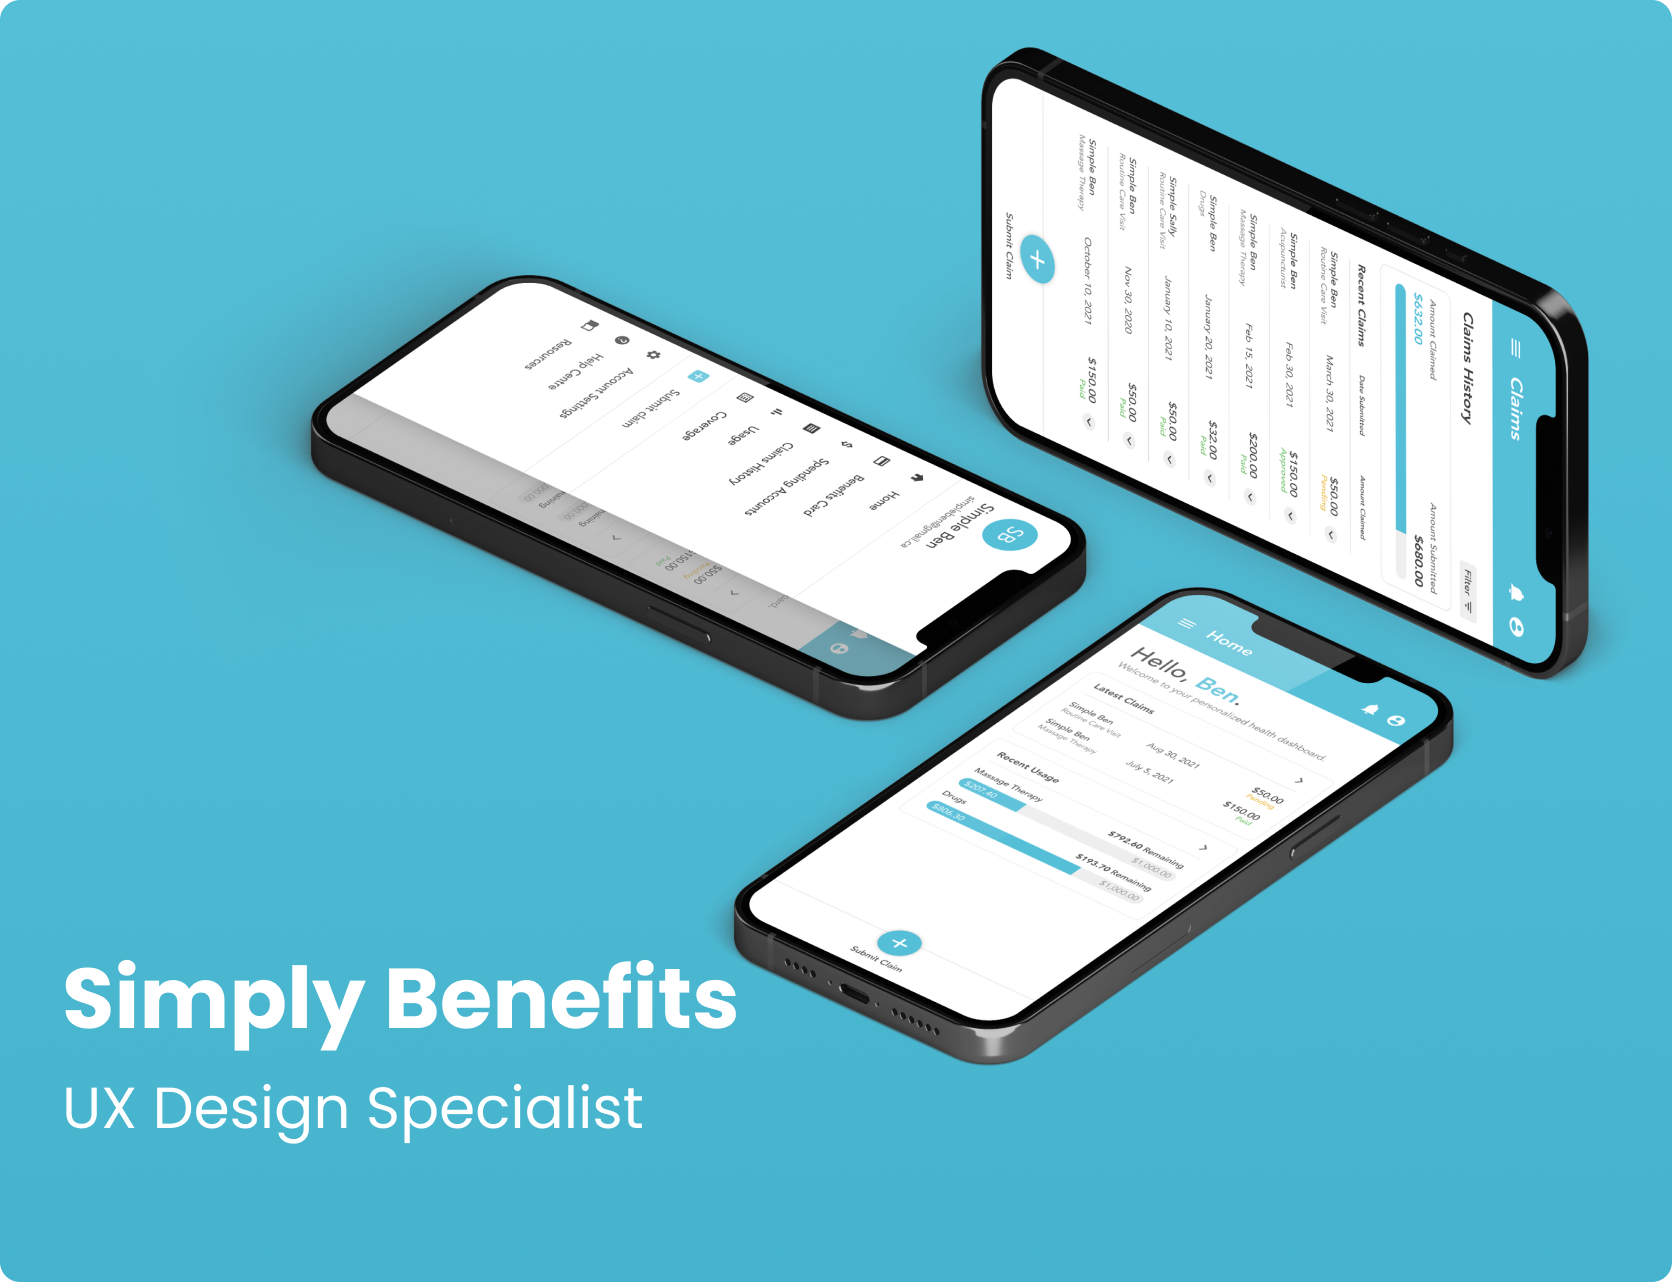 Simply Benefits
UX Design Specialist
SB
Simple Ben
simpleben@gmail.ca
Home
Benefits Card
Spending Accounts
Claims History
Usage
Coverage
Submit claim
Account Settings
Help Centre
Resources
$50.00
Pending
$150.00
Paid
Claims
Claims History
Filter
Amount Claimed
Amount Submitted
$632.00
$680.00
Recent Claims
Date Submitted
Amount Claimed
Simple Ben
March 30, 2021
$50.00
Routine Care Visit
Pending
Simple Ben
Feb 30, 2021
$150.00
Acupuncturist
Approved
Simple Ben
Feb 15, 2021
$200.00
Massage Therapy
Paid
Simple Ben
January 20, 2021
$32.00
Drugs
Paid
Simple Sally
January 10, 2021
$50.00
Routine Care Visit
Paid
Simple Ben
Nov 30, 2020
$50.00
Routine Care Visit
Paid
Simple Ben
October 10, 2021
$150.00
Massage Therapy
Paid
Submit Claim
Home
Hello, Ben.
Welcome to your personalized health dashboard.
Latest Claims
Simple Ben
Aug 30, 2021
$50.00
Routine Care Visit
Pending
Simple Ben
July 5, 2021
$150.00
Massage Therapy
Paid
Recent Usage
Massage Therapy
$792.60 Remaining
$207.40
$1,000.00
Drugs
$193.70 Remaining
$806.30
$1,000.00
Submit Claim